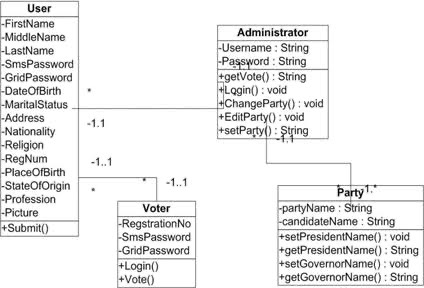 User
-FirstName
-MiddleName
-LastName
-SmsPassword
-GridPassword
-DateOfBirth
-MaritalStatus
-Address
-Nationality
-Religion
-RegNum
-PlaceOfBirth
-StateOfOrigin
-Profession
-Picture
+Submit()
*
-1.1
-1..1
*
*
-1..1
Administrator
-Username : String
-Password : String
+getVote() : String
+Login() : void
+ChangeParty() : void
+EditParty() : void
+setParty() : String
-1.1
*
*
-1.1
Voter
-RegstrationNo
-SmsPassword
-GridPassword
+Login()
+Vote()
*
-1.*
Party
-partyName : String
-candidateName : String
+setPresidentName() : void
+getPresidentName() : String
+setGovernorName() : void
+getGovernorName() : String